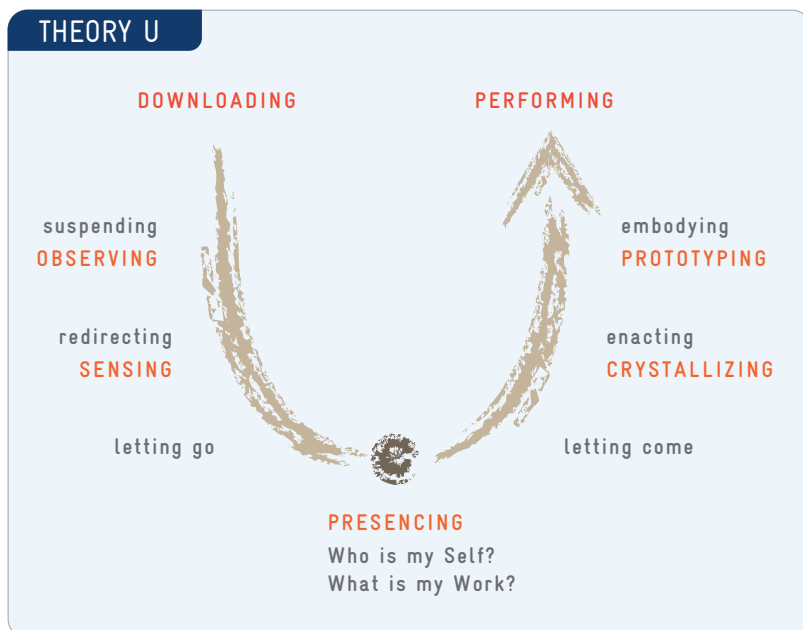 THEORY U
DOWNLOADING
PERFORMING
suspending
OBSERVING
embodying
PROTOTYPING
redirecting
SENSING
enacting
CRYSTALLIZING
letting go
letting come
PRESENCING
Who is my Self?
What is my Work?